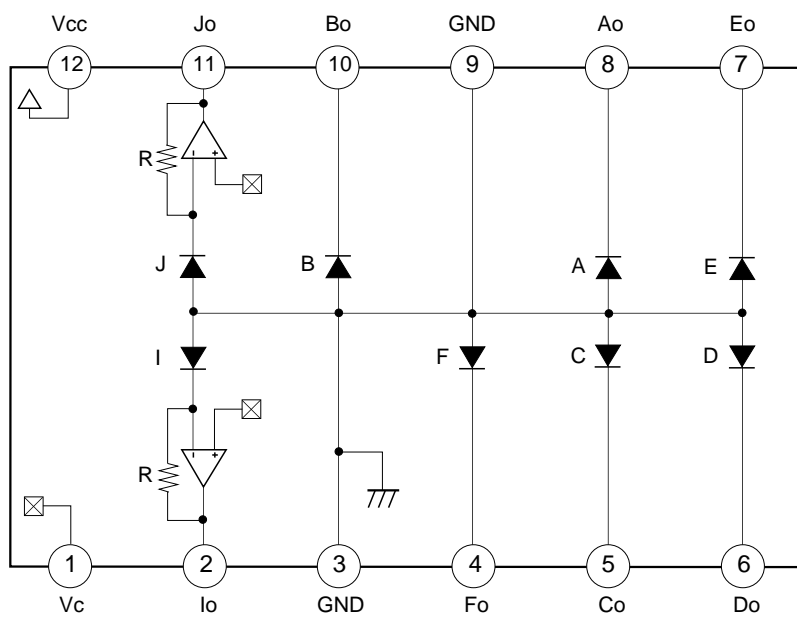 Vcc Jo Bo GND Ao Eo
12 11 10 9 8 7
R
- +
J B A E
I F C D
- +
R
1 2 3 4 5 6
Vc Io GND Fo Co Do